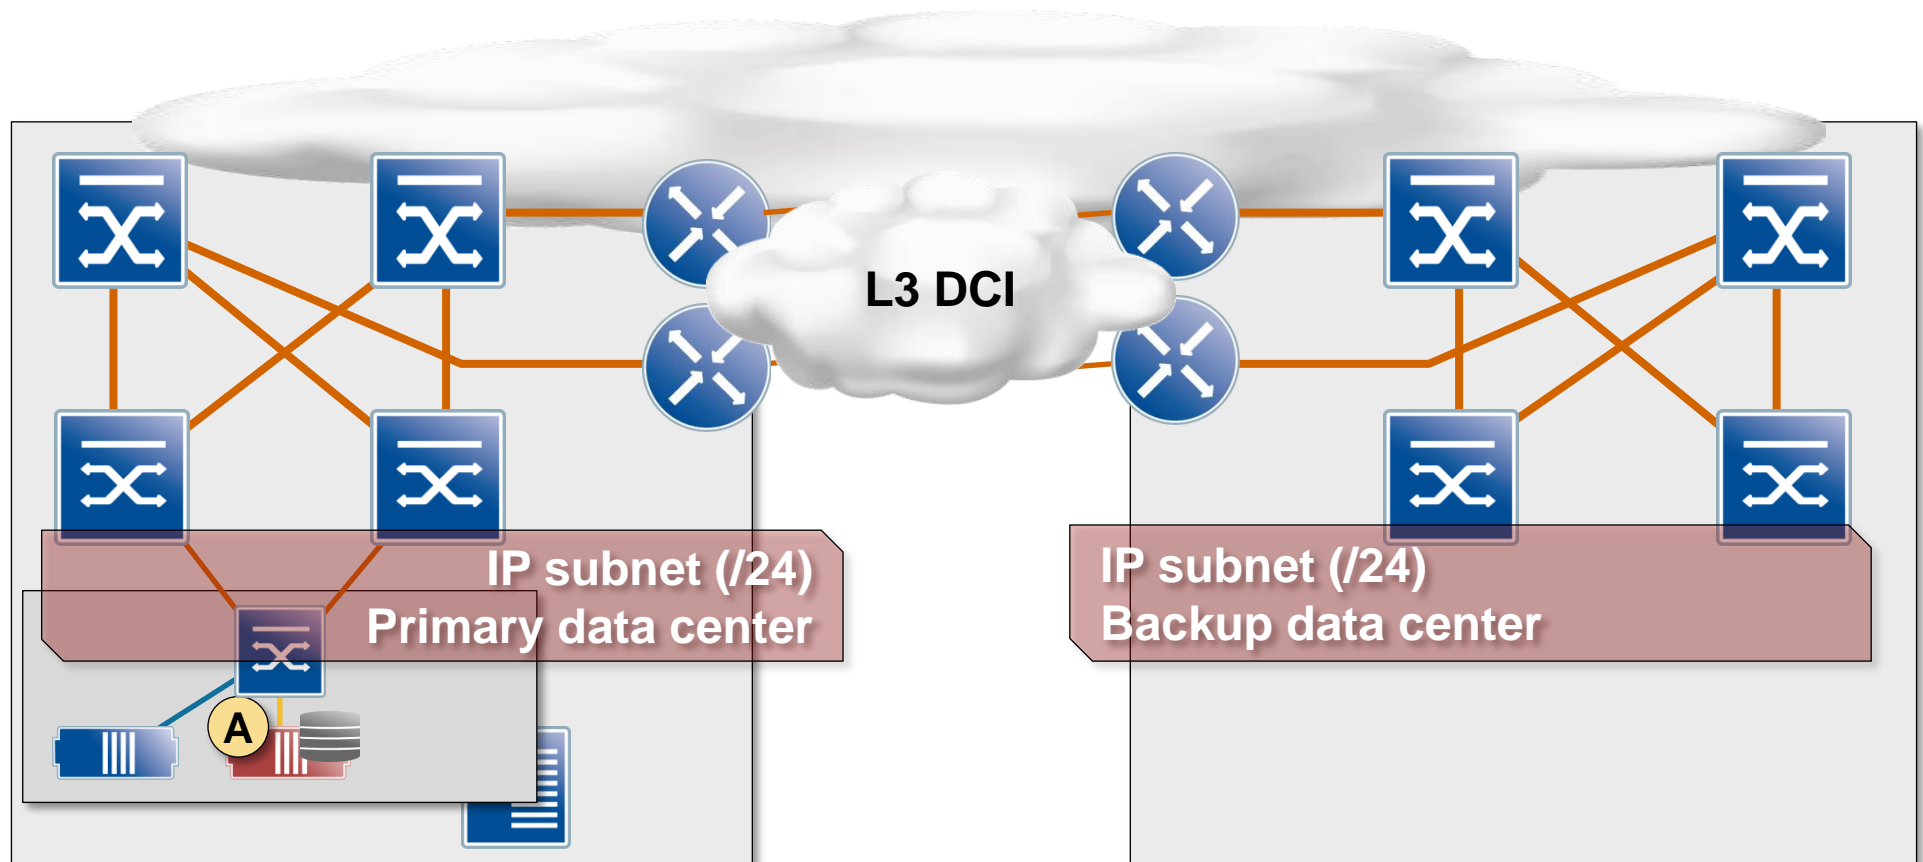 L3 DCI
IP subnet (/24)
Primary data center
IP subnet (/24)
Backup data center
A